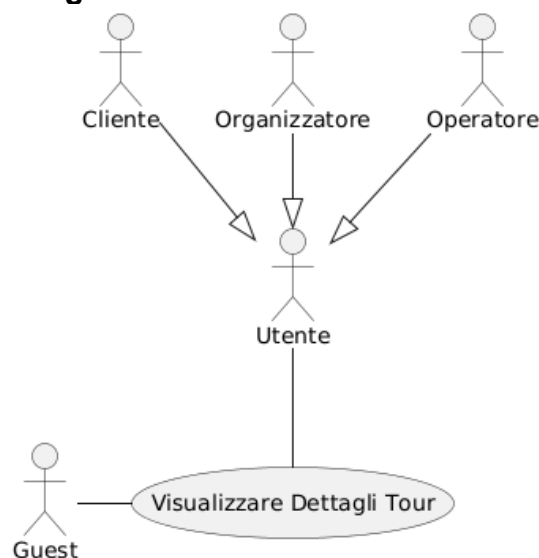 Cliente
Organizzatore
Operatore
Utente
Visualizzare Dettagli Tour
Guest